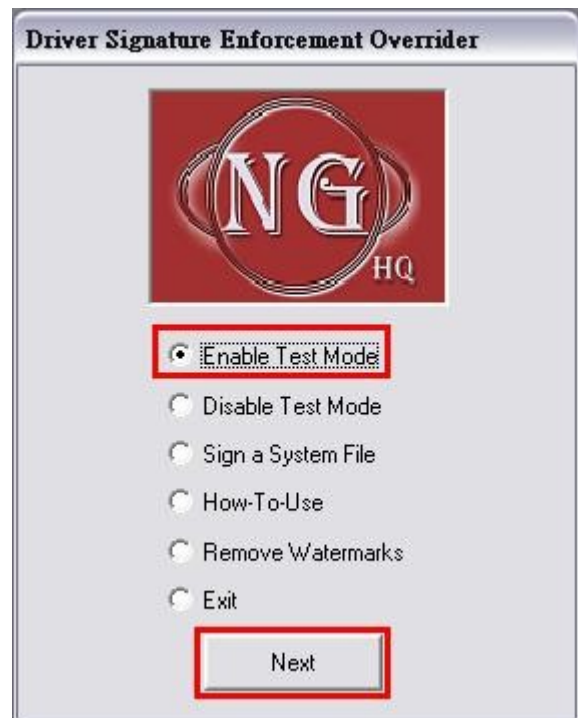 Driver Signature Enforcement Overrider
NG
HQ
Enable Test Mode
Disable Test Mode
Sign a System File
How-To-Use
Remove Watermarks
Exit
Next